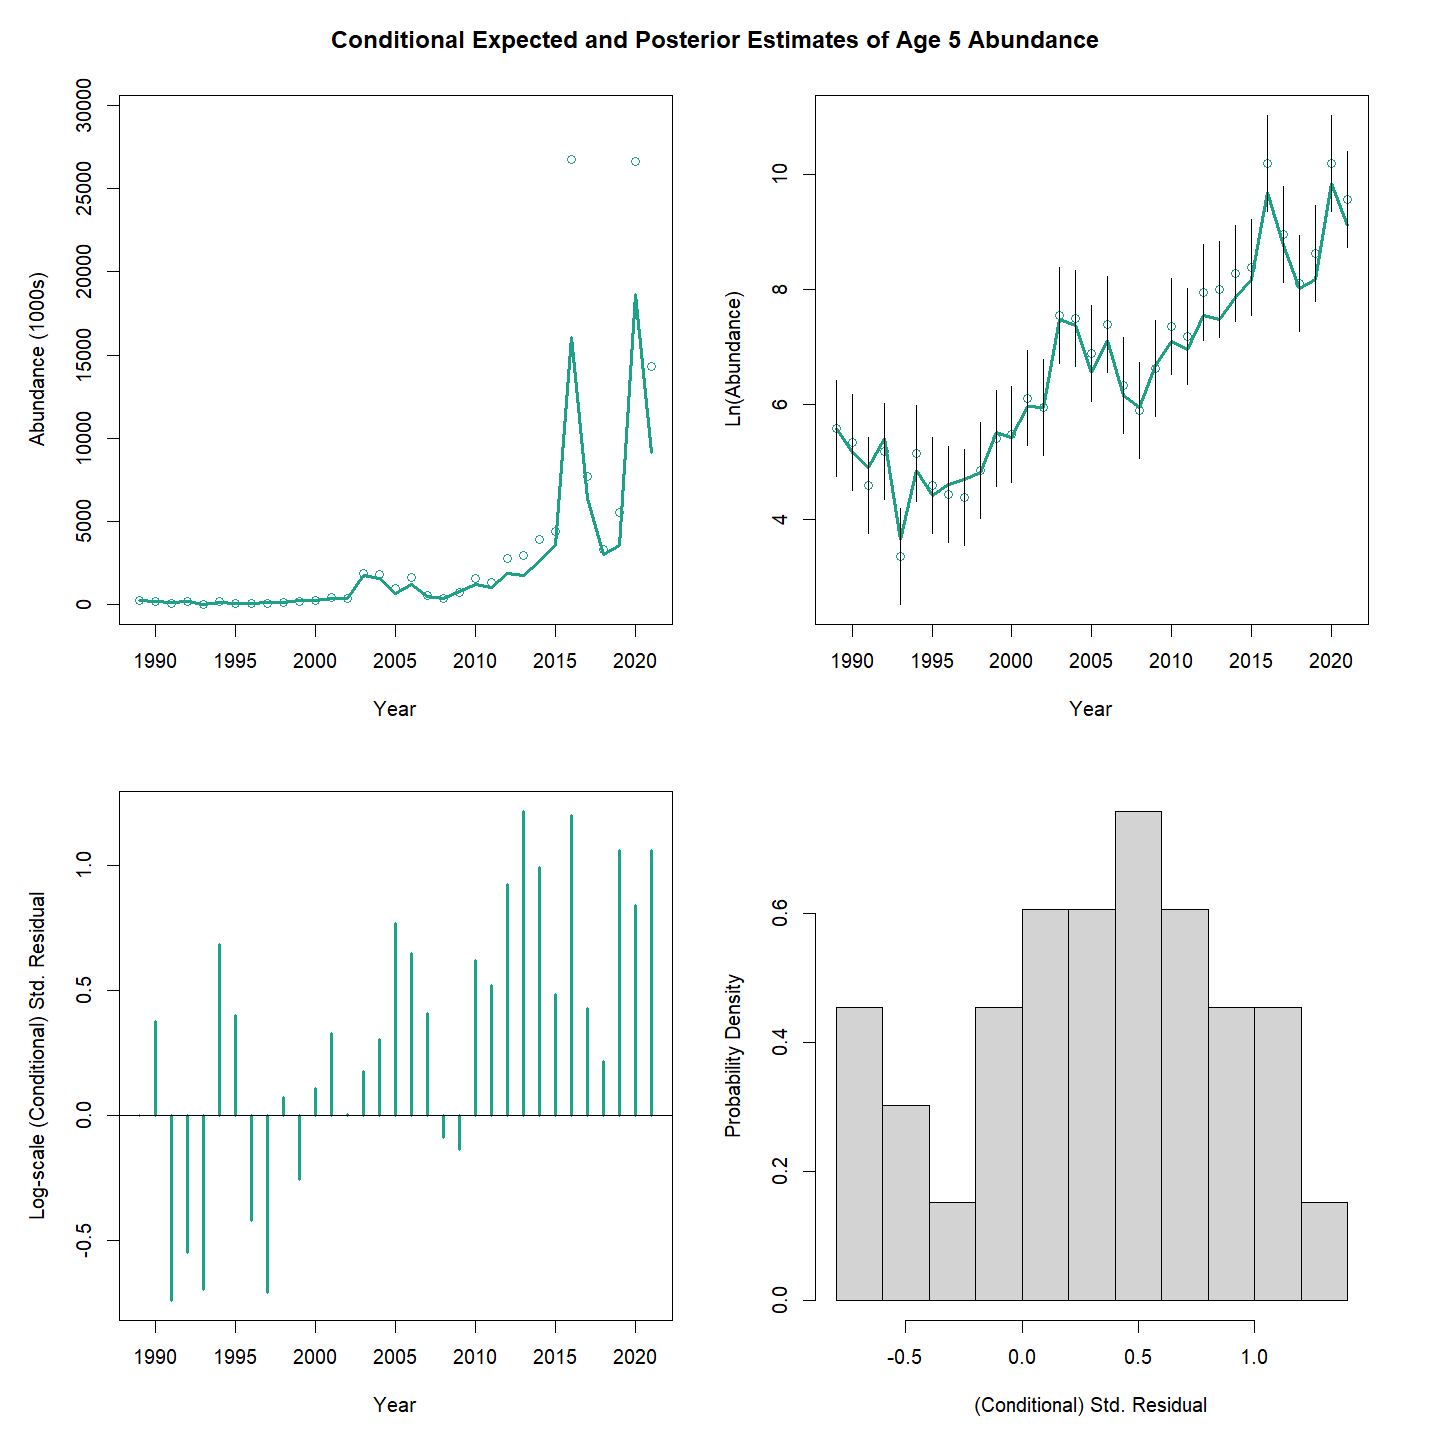 Conditional Expected and Posterior Estimates of Age 5 Abundance
Abundance (1000s)
0 5000 10000 15000 20000 25000 30000
1990 1995 2000 2005 2010 2015 2020
Year
Ln(Abundance)
4 6 8 10
1990 1995 2000 2005 2010 2015 2020
Year
Log-scale (Conditional) Std. Residual
-0.5 0.0 0.5 1.0
1990 1995 2000 2005 2010 2015 2020
Year
Probability Density
0.0 0.2 0.4 0.6
-0.5 0.0 0.5 1.0
(Conditional) Std. Residual